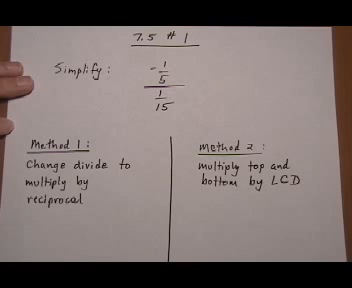 7.5 # 1
Simplify:
-1/5
1/15
Method 1:
Change divide to
multiply by
reciprocal
Method 2:
multiply top and
bottom by LCD